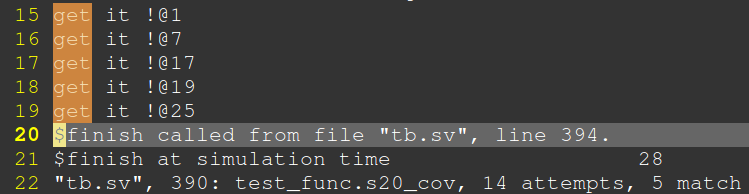 15 get it !@1
16 get it !@7
17 get it !@17
18 get it !@19
19 get it !@25
20 $finish called from file "tb.sv", line 394.
21 $finish at simulation time                   28
22 "tb.sv", 390: test_func.s20_cov, 14 attempts, 5 match